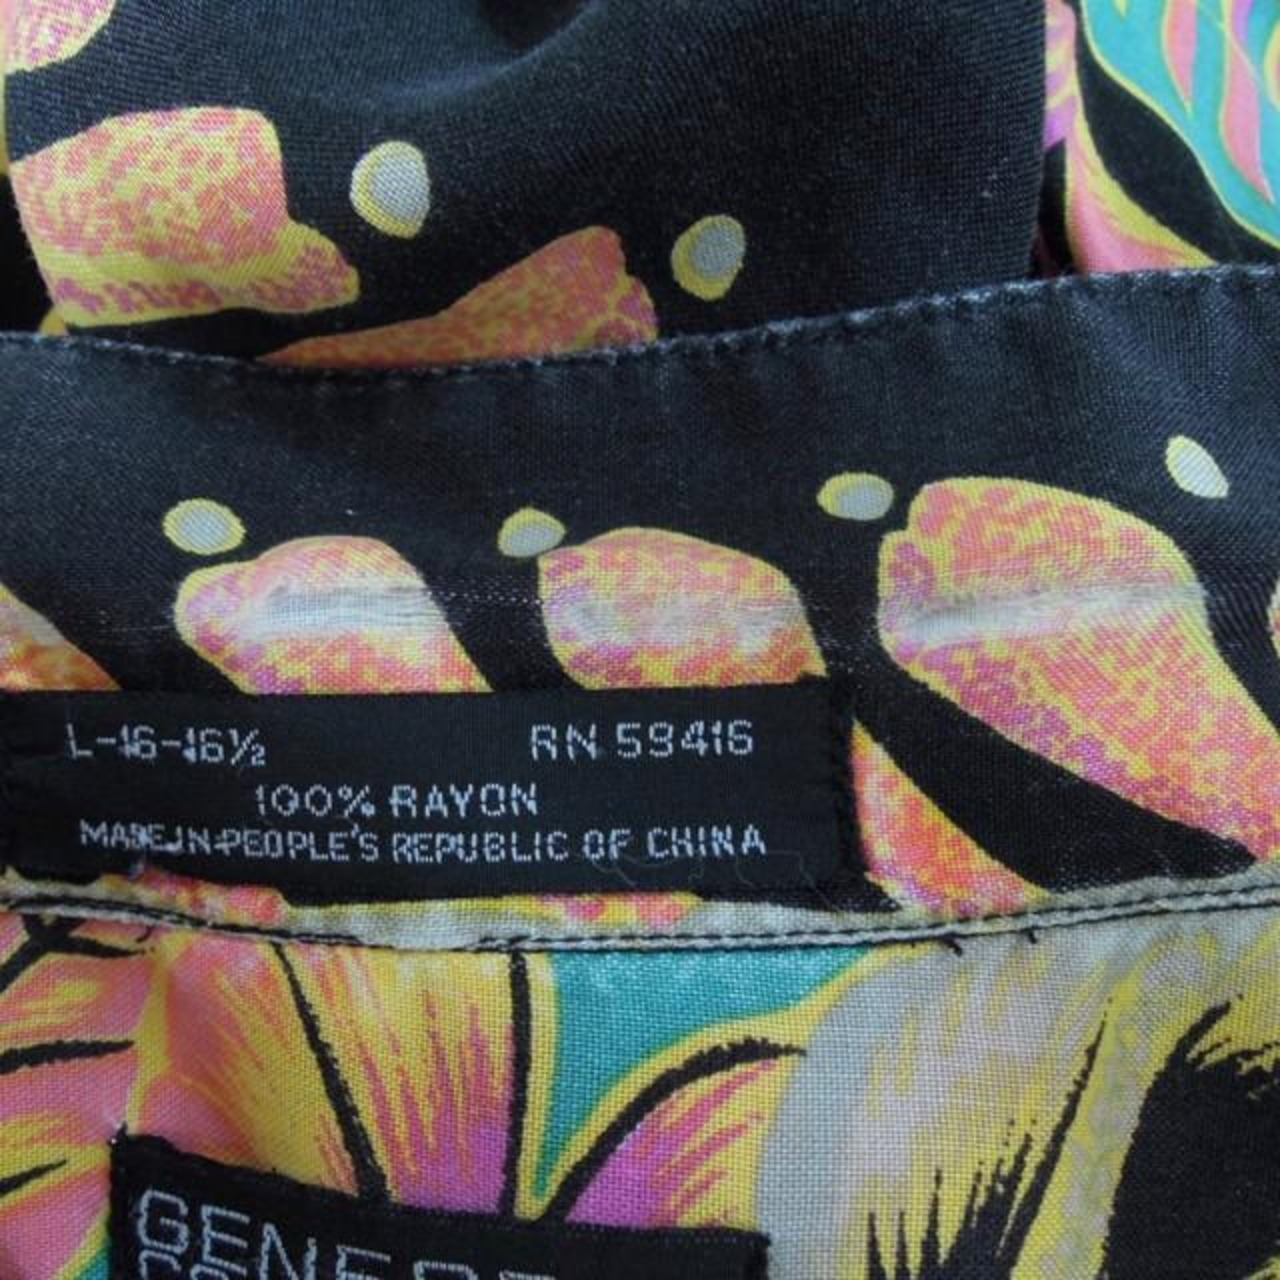 L-16-16½ RN 59416
100% RAYON
MADE IN PEOPLE'S REPUBLIC OF CHINA